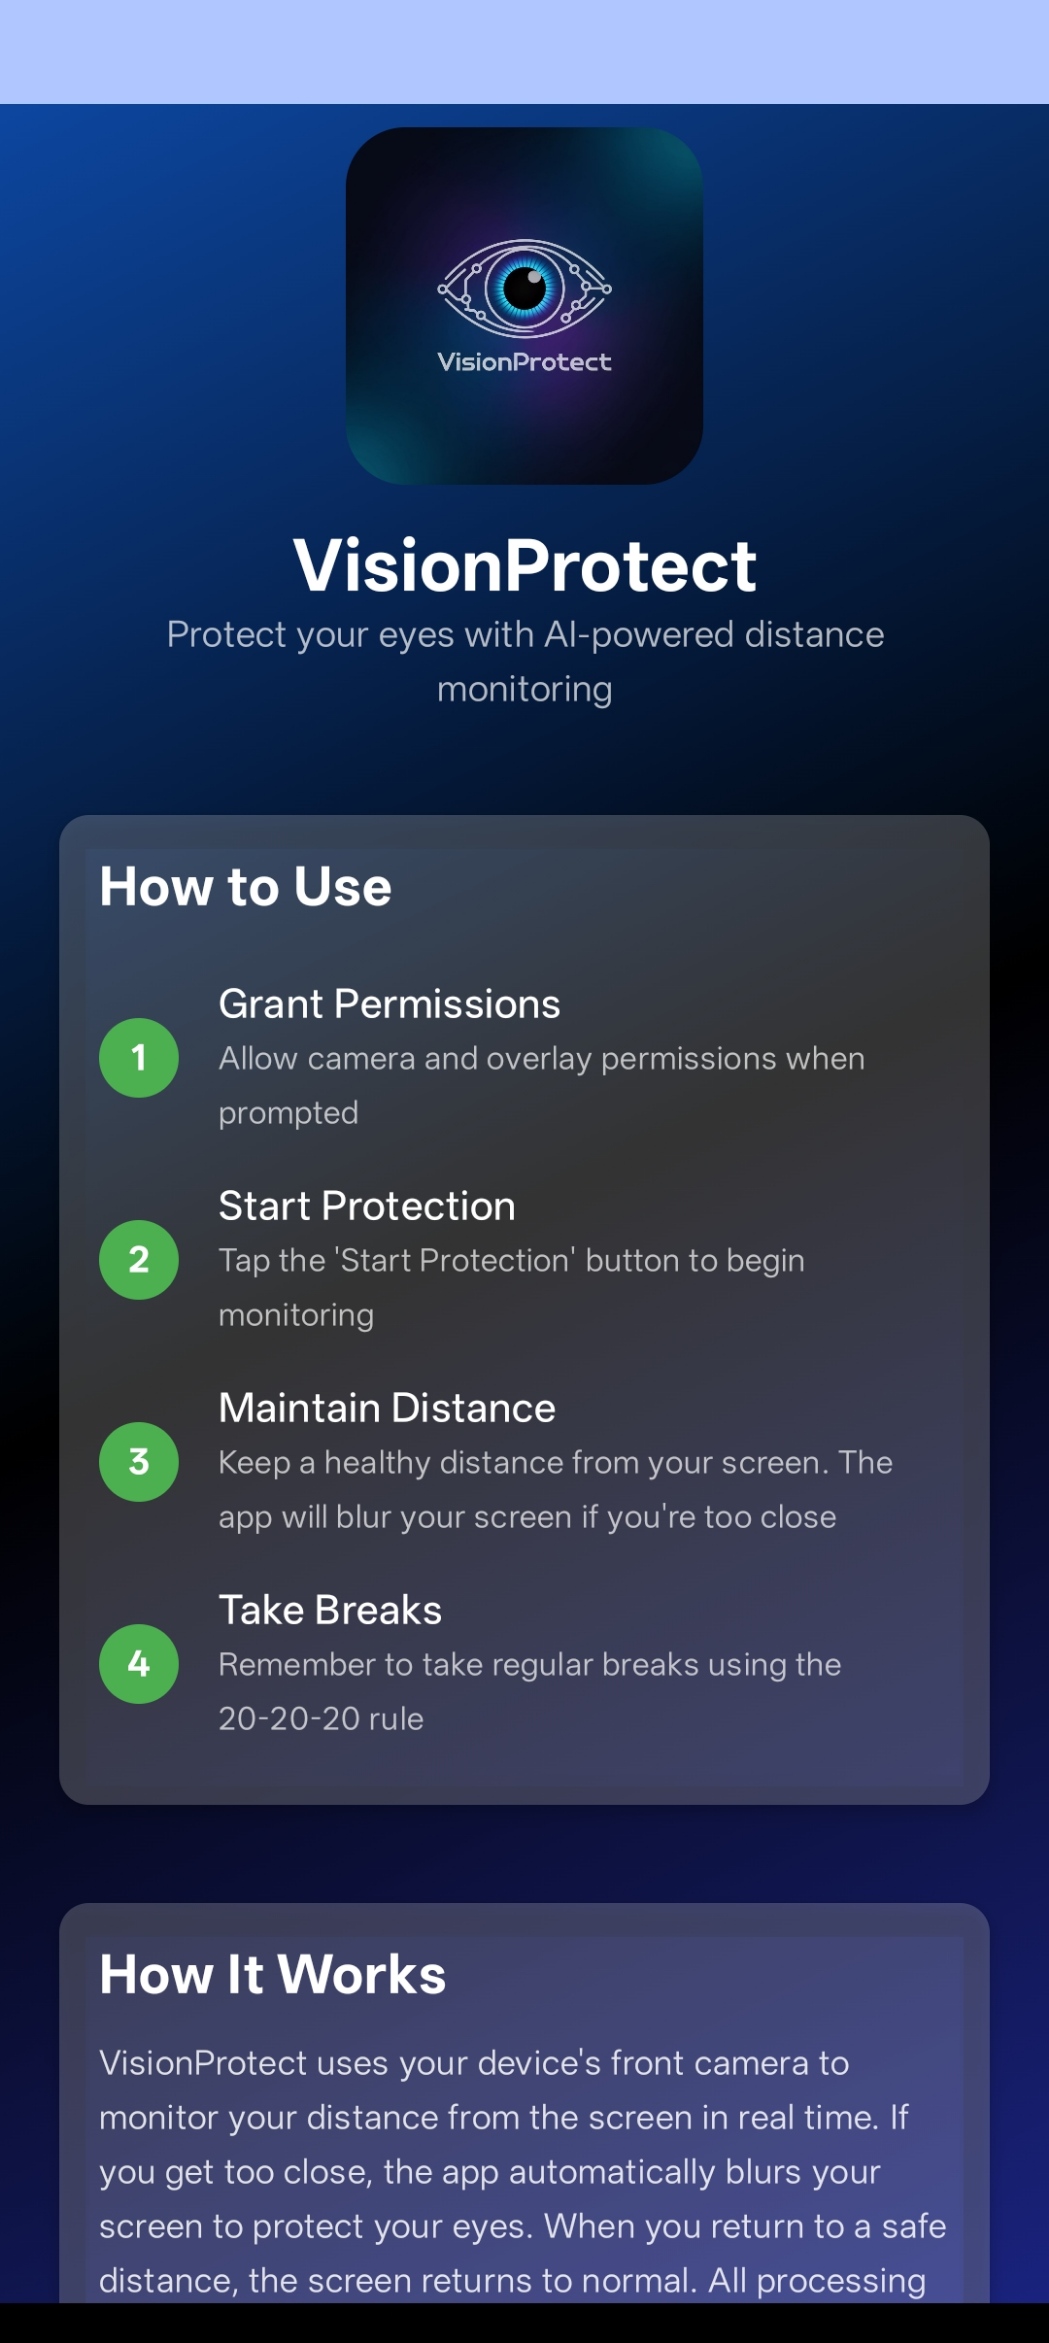 VisionProtect
VisionProtect
Protect your eyes with AI-powered distance
monitoring
How to Use
1
Grant Permissions
Allow camera and overlay permissions when
prompted
2
Start Protection
Tap the 'Start Protection' button to begin
monitoring
3
Maintain Distance
Keep a healthy distance from your screen. The
app will blur your screen if you're too close
4
Take Breaks
Remember to take regular breaks using the
20-20-20 rule
How It Works
VisionProtect uses your device's front camera to
monitor your distance from the screen in real time. If
you get too close, the app automatically blurs your
screen to protect your eyes. When you return to a safe
distance, the screen returns to normal. All processing